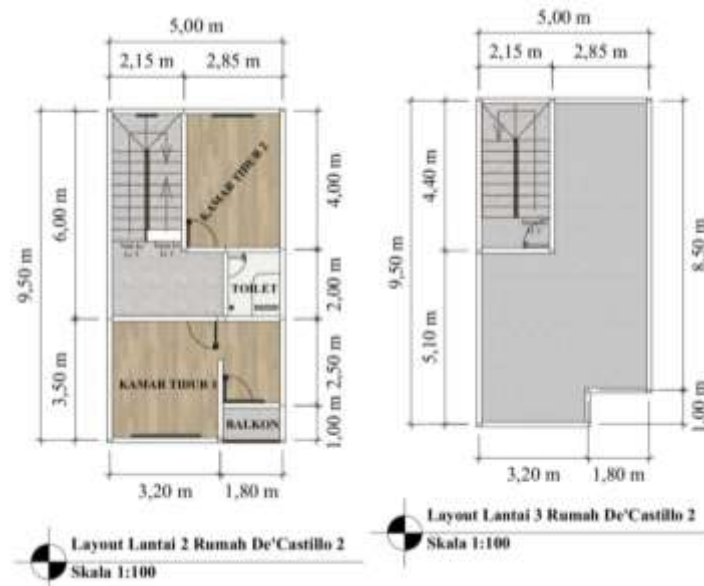 5,00 m
2,15 m
2,85 m
9,50 m
6,00 m
3,50 m
4,00 m
2,00 m
2,50 m
1,00 m
KAMAR TIDUR 2
TOILET
KAMAR TIDUR 1
BALKON
3,20 m
1,80 m
Layout Lantai 2 Rumah De'Castillo 2
Skala 1:100
5,00 m
2,15 m
2,85 m
9,50 m
4,40 m
5,10 m
8,50 m
1,00 m
3,20 m
1,80 m
Layout Lantai 3 Rumah De'Castillo 2
Skala 1:100